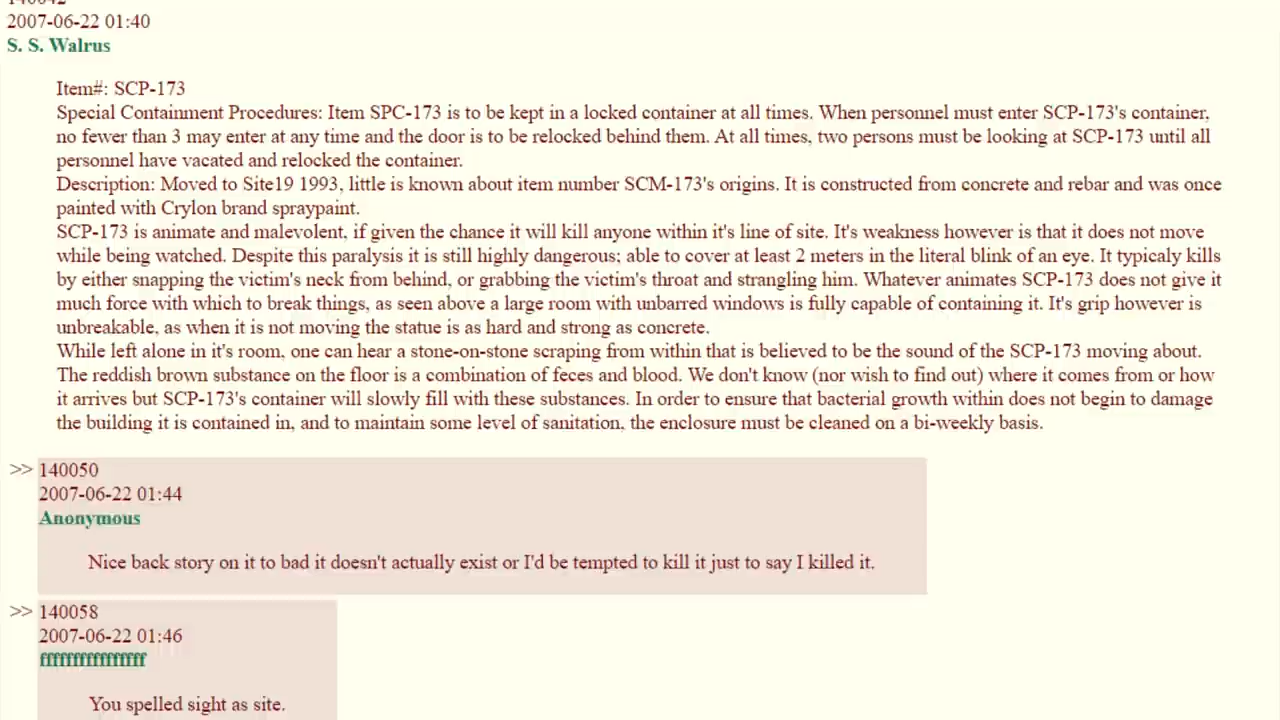 140042
2007-06-22 01:40
S. S. Walrus
Item#: SCP-173
Special Containment Procedures: Item SPC-173 is to be kept in a locked container at all times. When personnel must enter SCP-173's container,
no fewer than 3 may enter at any time and the door is to be relocked behind them. At all times, two persons must be looking at SCP-173 until all
personnel have vacated and relocked the container.
Description: Moved to Site19 1993, little is known about item number SCM-173's origins. It is constructed from concrete and rebar and was once
painted with Crylon brand spraypaint.
SCP-173 is animate and malevolent, if given the chance it will kill anyone within it's line of site. It's weakness however is that it does not move
while being watched. Despite this paralysis it is still highly dangerous; able to cover at least 2 meters in the literal blink of an eye. It typicaly kills
by either snapping the victim's neck from behind, or grabbing the victim's throat and strangling him. Whatever animates SCP-173 does not give it
much force with which to break things, as seen above a large room with unbarred windows is fully capable of containing it. It's grip however is
unbreakable, as when it is not moving the statue is as hard and strong as concrete.
While left alone in it's room, one can hear a stone-on-stone scraping from within that is believed to be the sound of the SCP-173 moving about.
The reddish brown substance on the floor is a combination of feces and blood. We don't know (nor wish to find out) where it comes from or how
it arrives but SCP-173's container will slowly fill with these substances. In order to ensure that bacterial growth within does not begin to damage
the building it is contained in, and to maintain some level of sanitation, the enclosure must be cleaned on a bi-weekly basis.
>> 140050
2007-06-22 01:44
Anonymous
Nice back story on it to bad it doesn't actually exist or I'd be tempted to kill it just to say I killed it.
>> 140058
2007-06-22 01:46
fffffffffffffffff
You spelled sight as site.